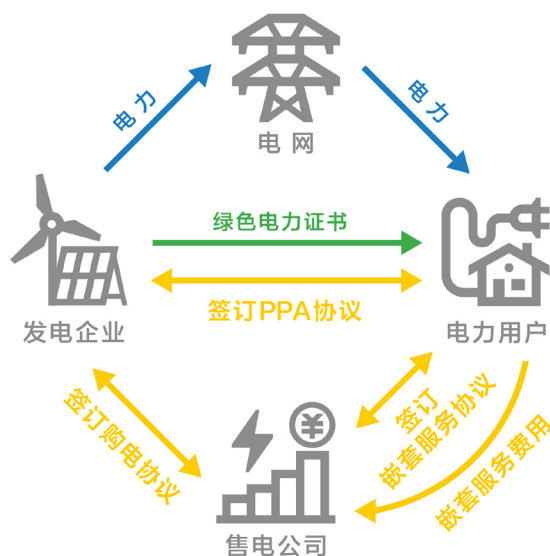 电力
电力
电网
绿色电力证书
签订PPA协议
发电企业
电力用户
签订购电协议
签订
嵌套服务协议
嵌套服务费用
¥
售电公司